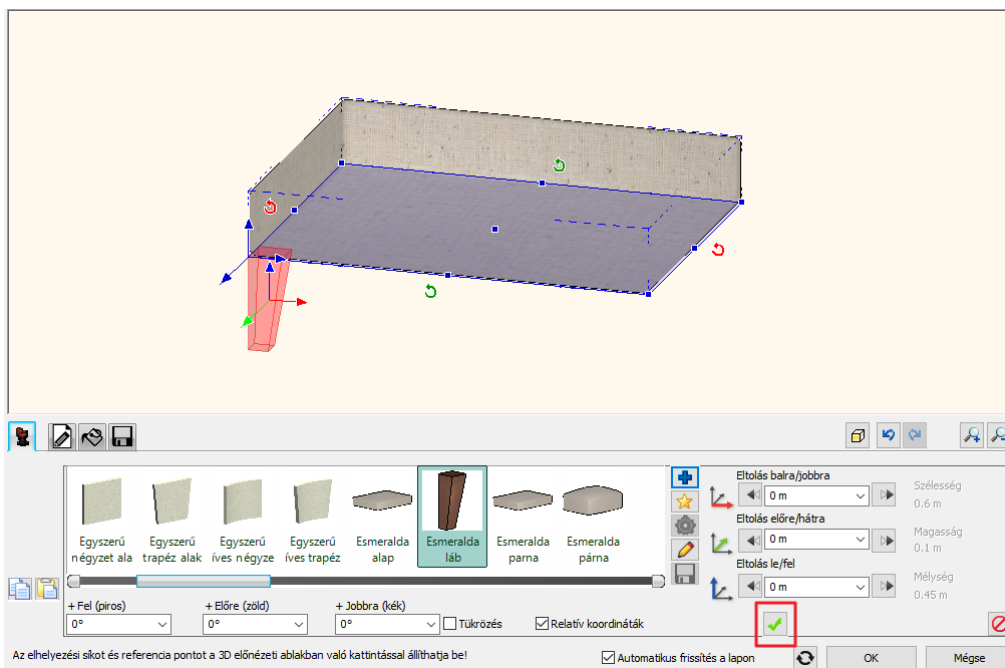 Eltolás balra/jobbra
0 m
Szélesség
0.6 m
Eltolás előre/hátra
0 m
Magasság
0.1 m
Eltolás le/fel
0 m
Mélység
0.45 m
Egyszerű
négyzet ala
Egyszerű
trapéz alak
Egyszerű
íves négyze
Egyszerű
íves trapéz
Esmeralda
alap
Esmeralda
láb
Esmeralda
parna
Esmeralda
párna
+ Fel (piros)
0°
+ Előre (zöld)
0°
+ Jobbra (kék)
0°
Tükrözés
Relatív koordináták
Az elhelyezési síkot és referencia pontot a 3D előnézeti ablakban való kattintással állíthatja be!
Automatikus frissítés a lapon
OK
Mégse